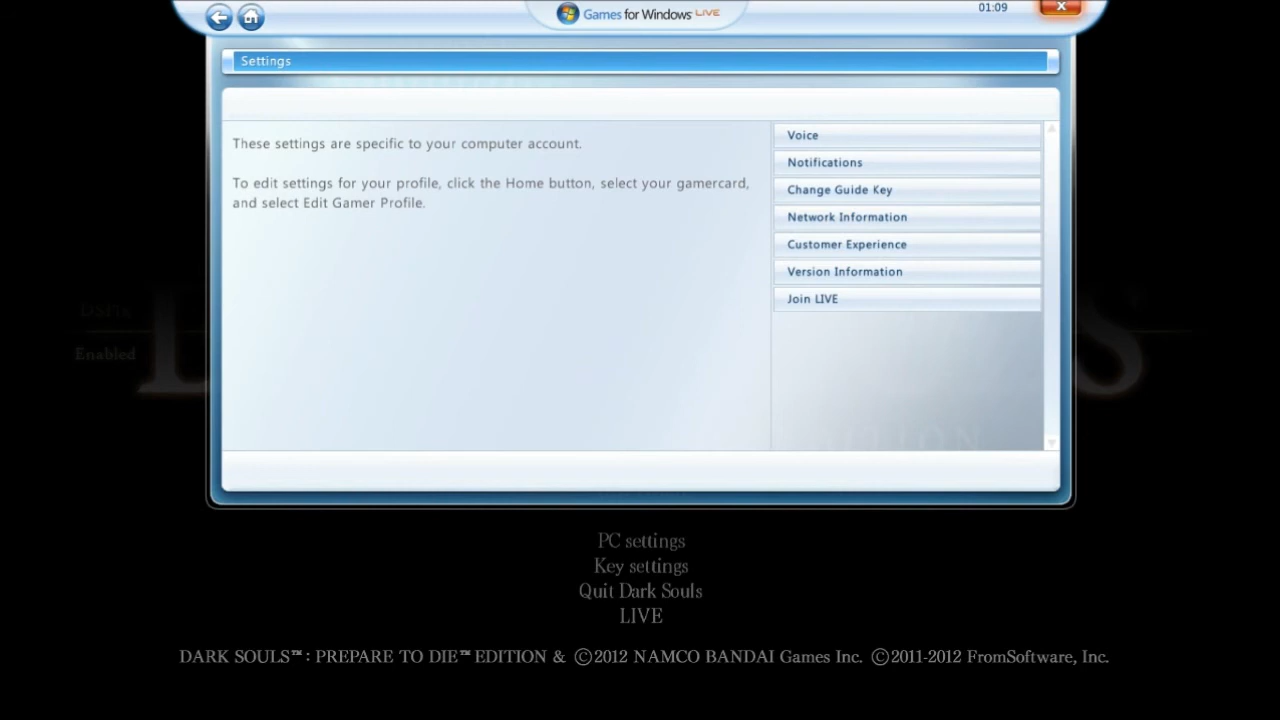 Games for Windows LIVE
01:09
X
Settings
These settings are specific to your computer account.
To edit settings for your profile, click the Home button, select your gamercard,
and select Edit Gamer Profile.
Voice
Notifications
Change Guide Key
Network Information
Customer Experience
Version Information
Join LIVE
DSFix
Enabled
PC settings
Key settings
Quit Dark Souls
LIVE
DARK SOULS™: PREPARE TO DIE™ EDITION & ©2012 NAMCO BANDAI Games Inc. ©2011-2012 FromSoftware, Inc.